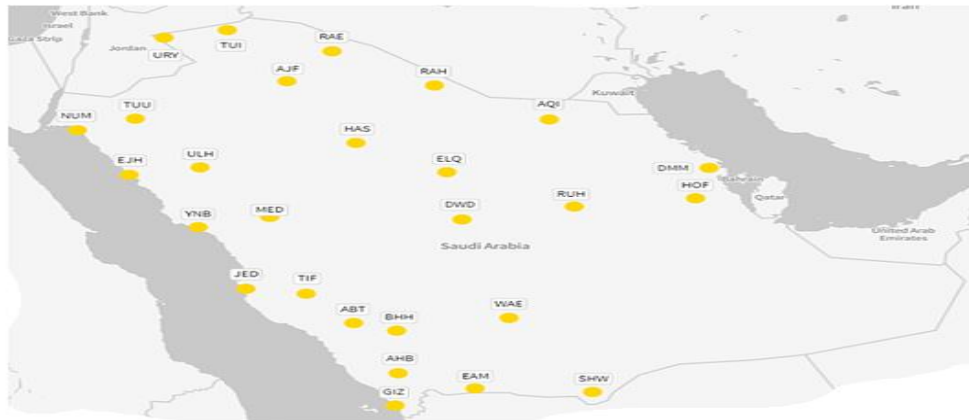 West Bank
Israel
Gaza Strip
Jordan
Iran
URY
TUI
RAE
AJF
RAH
Kuwait
AQI
NUM
TUU
HAS
EJH
ULH
ELQ
DMM
Bahrain
HOF
Qatar
RUH
YNB
MED
DWD
United Arab
Emirates
Saudi Arabia
JED
TIF
ABT
BHH
WAE
AHB
EAM
SHW
GIZ